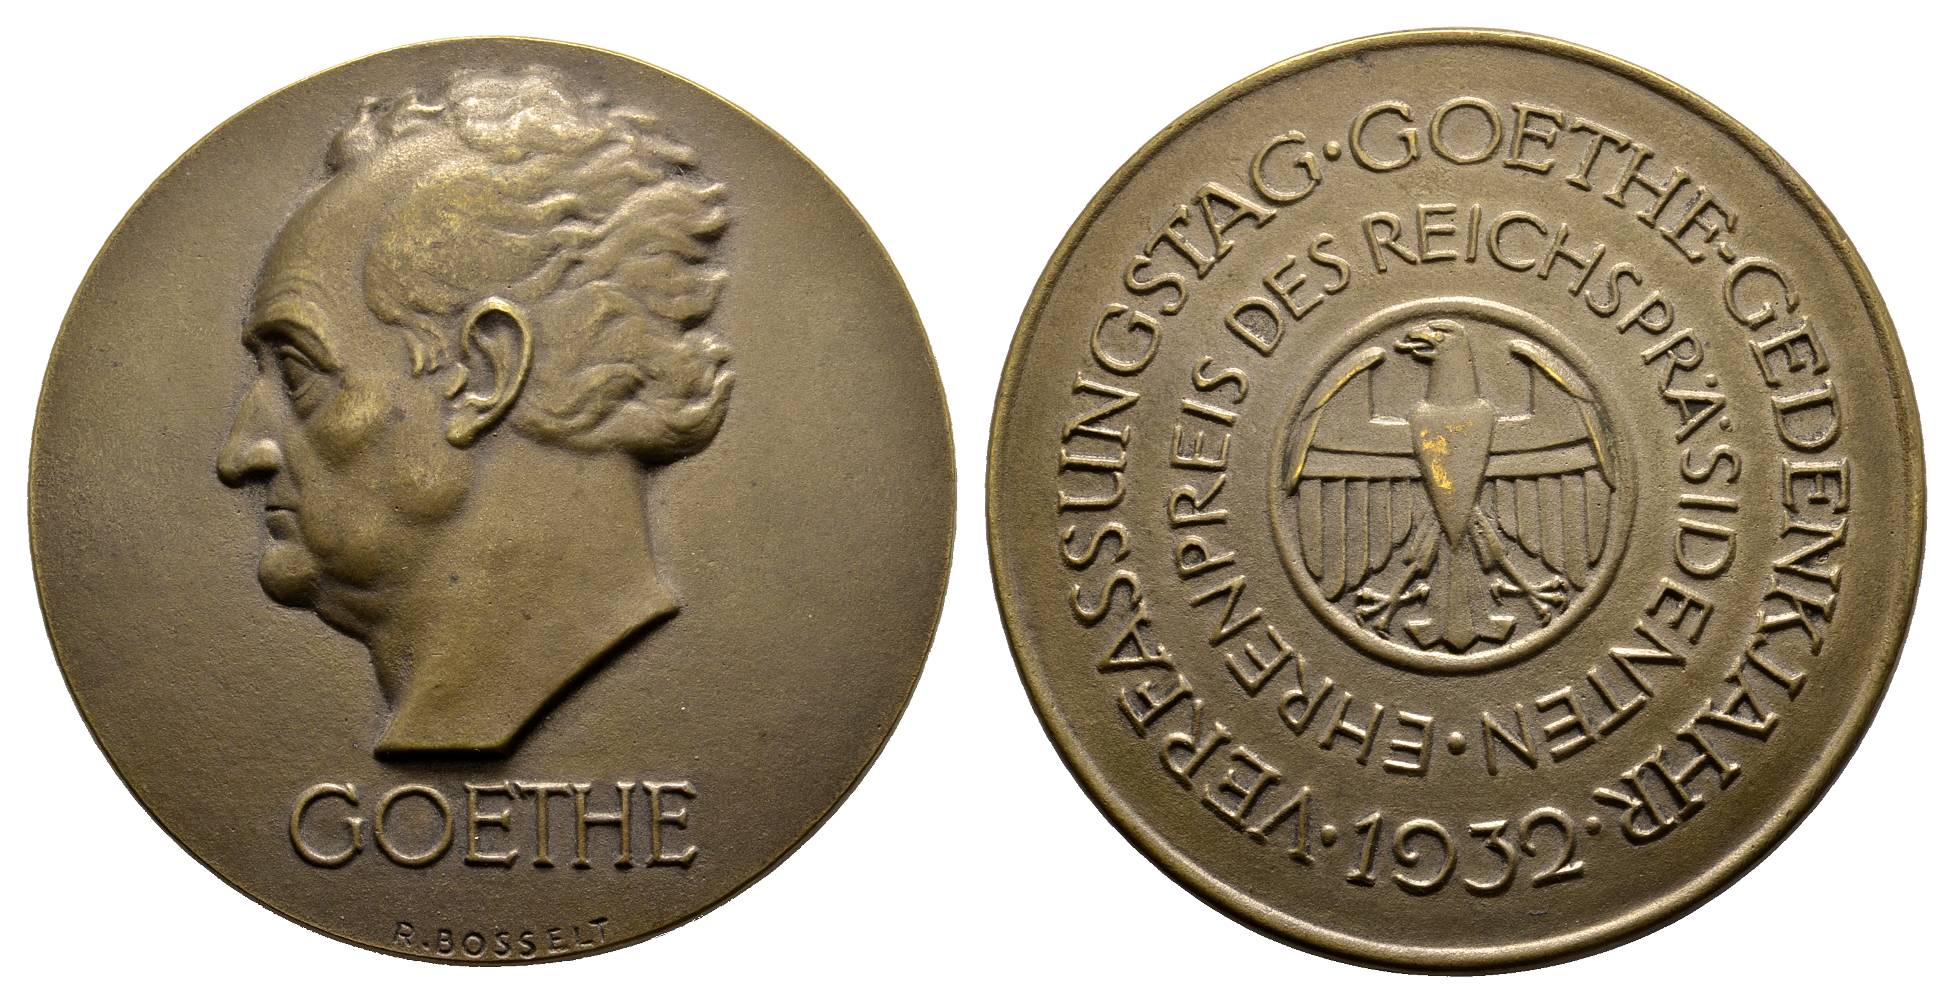 GOETHE
R. BOSSELT
VERFASSUNGSTAG · GOETHE-GEDENKJAHR ·
1932 ·
EHRENPREIS DES REICHSPRÄSIDENTEN ·